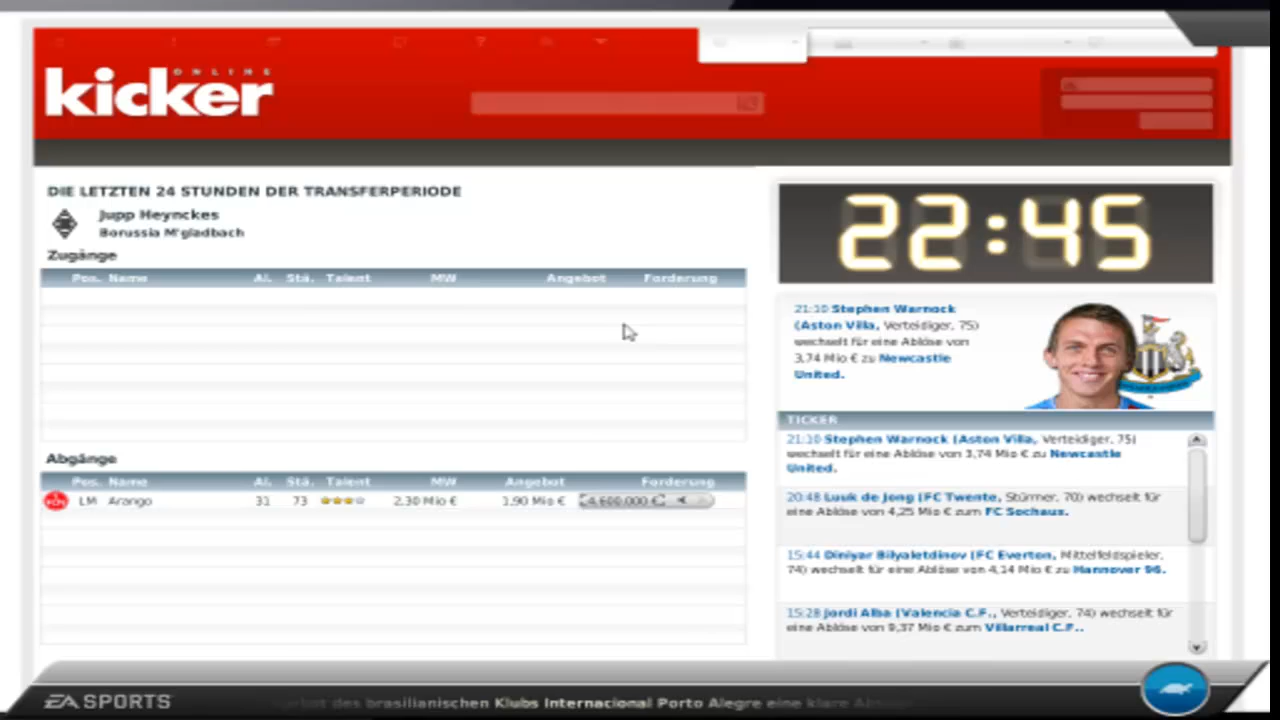 ONLINE
kicker
DIE LETZTEN 24 STUNDEN DER TRANSFERPERIODE
Jupp Heynckes
Borussia M'gladbach
Zugänge
Pos. Name Al. Stä. Talent MW Angebot Forderung
Abgänge
Pos. Name Al. Stä. Talent MW Angebot Forderung
LM Arango 31 73 2.30 Mio € 1.90 Mio € 4.600.000 €
22:45
21:10 Stephen Warnock
(Aston Villa, Verteidiger, 75)
wechselt für eine Ablöse von
3,74 Mio € zu Newcastle
United.
TICKER
21:10 Stephen Warnock (Aston Villa, Verteidiger, 75)
wechselt für eine Ablöse von 3,74 Mio € zu Newcastle
United.
20:48 Luuk de Jong (FC Twente, Stürmer, 70) wechselt für
eine Ablöse von 4,25 Mio € zum FC Sochaux.
15:44 Diniyar Bilyaletdinov (FC Everton, Mittelfeldspieler,
74) wechselt für eine Ablöse von 4,14 Mio € zu Hannover 96.
15:28 Jordi Alba (Valencia C.F., Verteidiger, 74) wechselt für
eine Ablöse von 9,37 Mio € zum Villarreal C.F..
EA SPORTS
des brasilianischen Klubs Internacional Porto Alegre eine klare